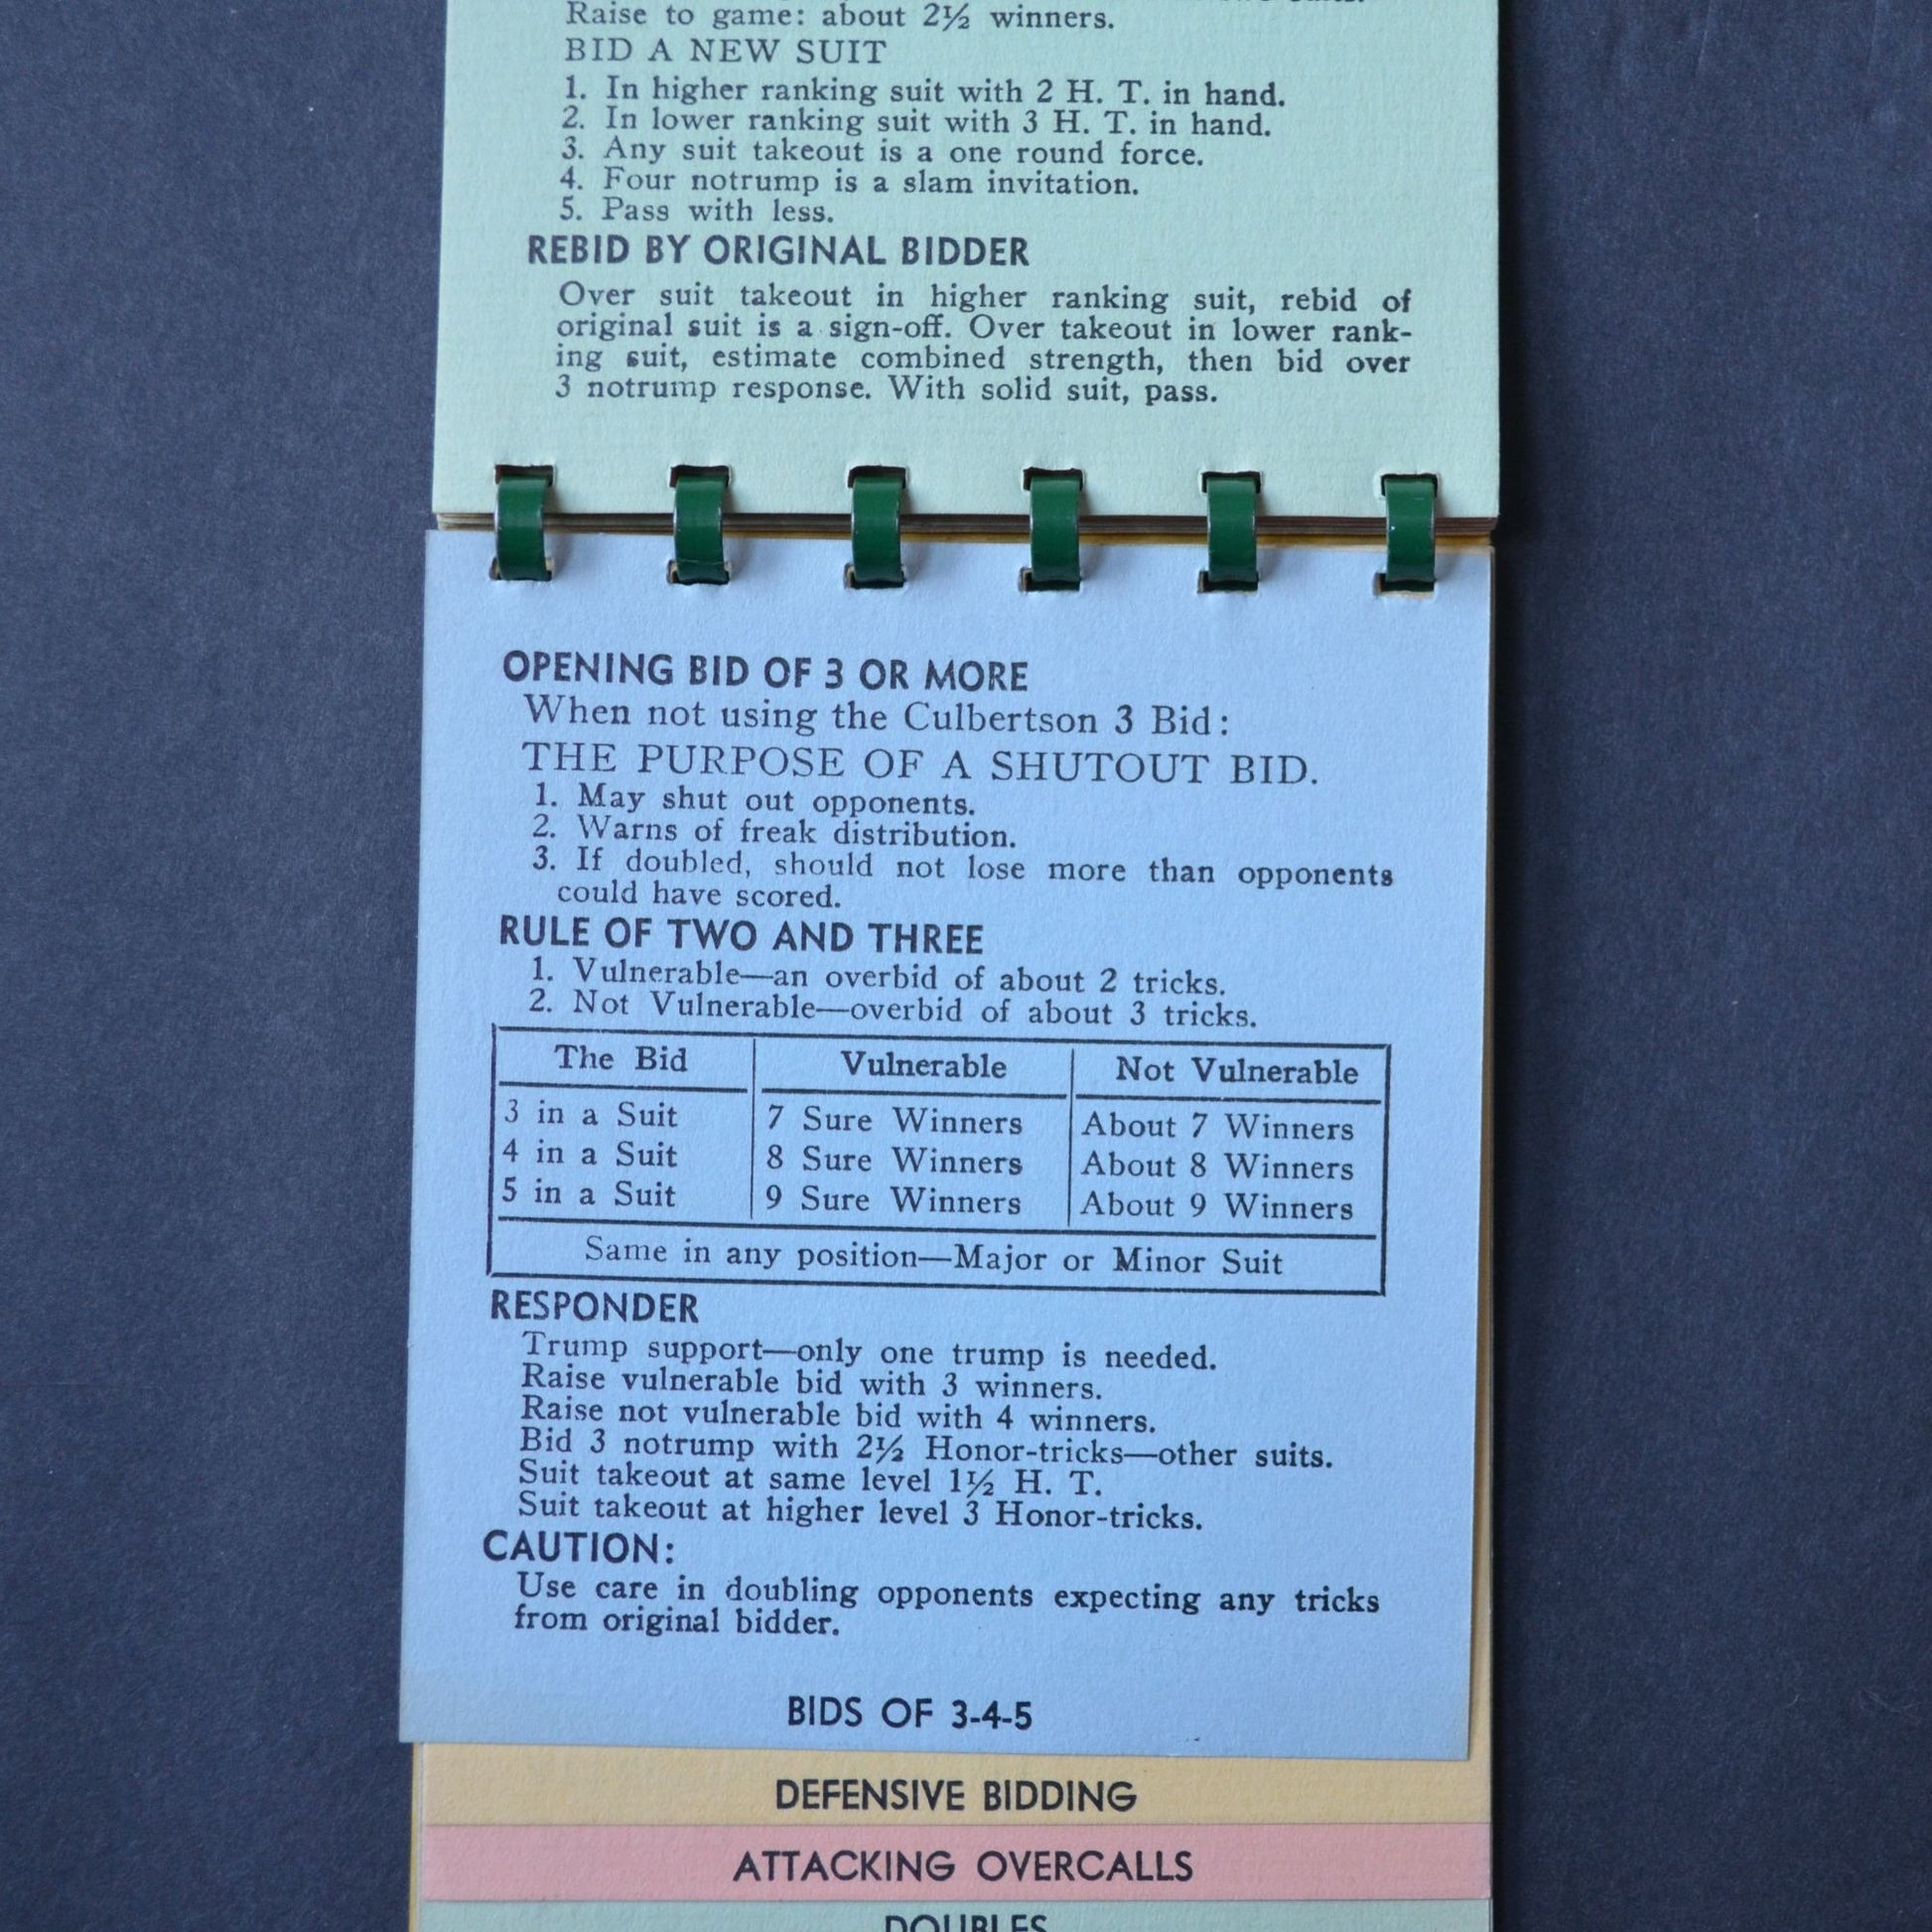 Raise to game: about 2½ winners.
BID A NEW SUIT
1. In higher ranking suit with 2 H. T. in hand.
2. In lower ranking suit with 3 H. T. in hand.
3. Any suit takeout is a one round force.
4. Four notrump is a slam invitation.
5. Pass with less.
REBID BY ORIGINAL BIDDER
Over suit takeout in higher ranking suit, rebid of
original suit is a sign-off. Over takeout in lower rank-
ing suit, estimate combined strength, then bid over
3 notrump response. With solid suit, pass.
OPENING BID OF 3 OR MORE
When not using the Culbertson 3 Bid:
THE PURPOSE OF A SHUTOUT BID.
1. May shut out opponents.
2. Warns of freak distribution.
3. If doubled, should not lose more than opponents
could have scored.
RULE OF TWO AND THREE
1. Vulnerable—an overbid of about 2 tricks.
2. Not Vulnerable—overbid of about 3 tricks.
The Bid Vulnerable Not Vulnerable
3 in a Suit 7 Sure Winners About 7 Winners
4 in a Suit 8 Sure Winners About 8 Winners
5 in a Suit 9 Sure Winners About 9 Winners
Same in any position—Major or Minor Suit
RESPONDER
Trump support—only one trump is needed.
Raise vulnerable bid with 3 winners.
Raise not vulnerable bid with 4 winners.
Bid 3 notrump with 2½ Honor-tricks—other suits.
Suit takeout at same level 1½ H. T.
Suit takeout at higher level 3 Honor-tricks.
CAUTION:
Use care in doubling opponents expecting any tricks
from original bidder.
BIDS OF 3-4-5
DEFENSIVE BIDDING
ATTACKING OVERCALLS
DOUBLES